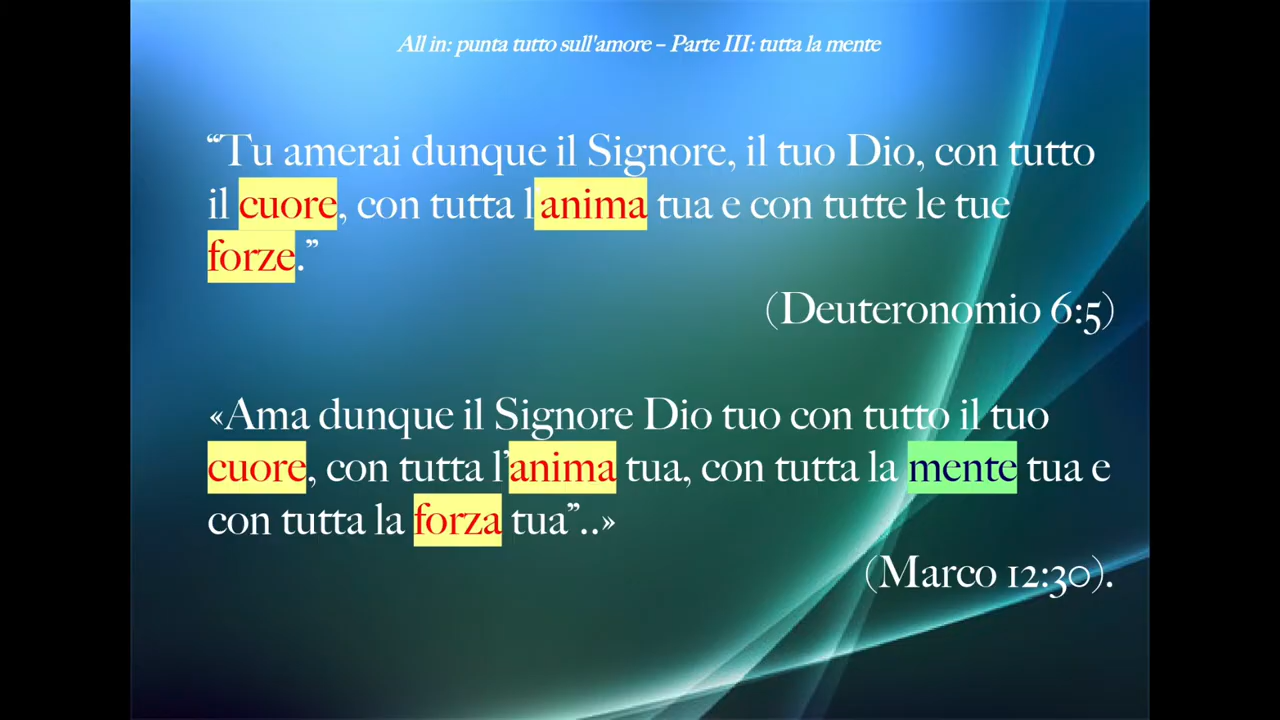 All in: punta tutto sull'amore – Parte III: tutta la mente
“Tu amerai dunque il Signore, il tuo Dio, con tutto
il cuore, con tutta l'anima tua e con tutte le tue
forze.”
(Deuteronomio 6:5)
«Ama dunque il Signore Dio tuo con tutto il tuo
cuore, con tutta l’anima tua, con tutta la mente tua e
con tutta la forza tua”..»
(Marco 12:30).